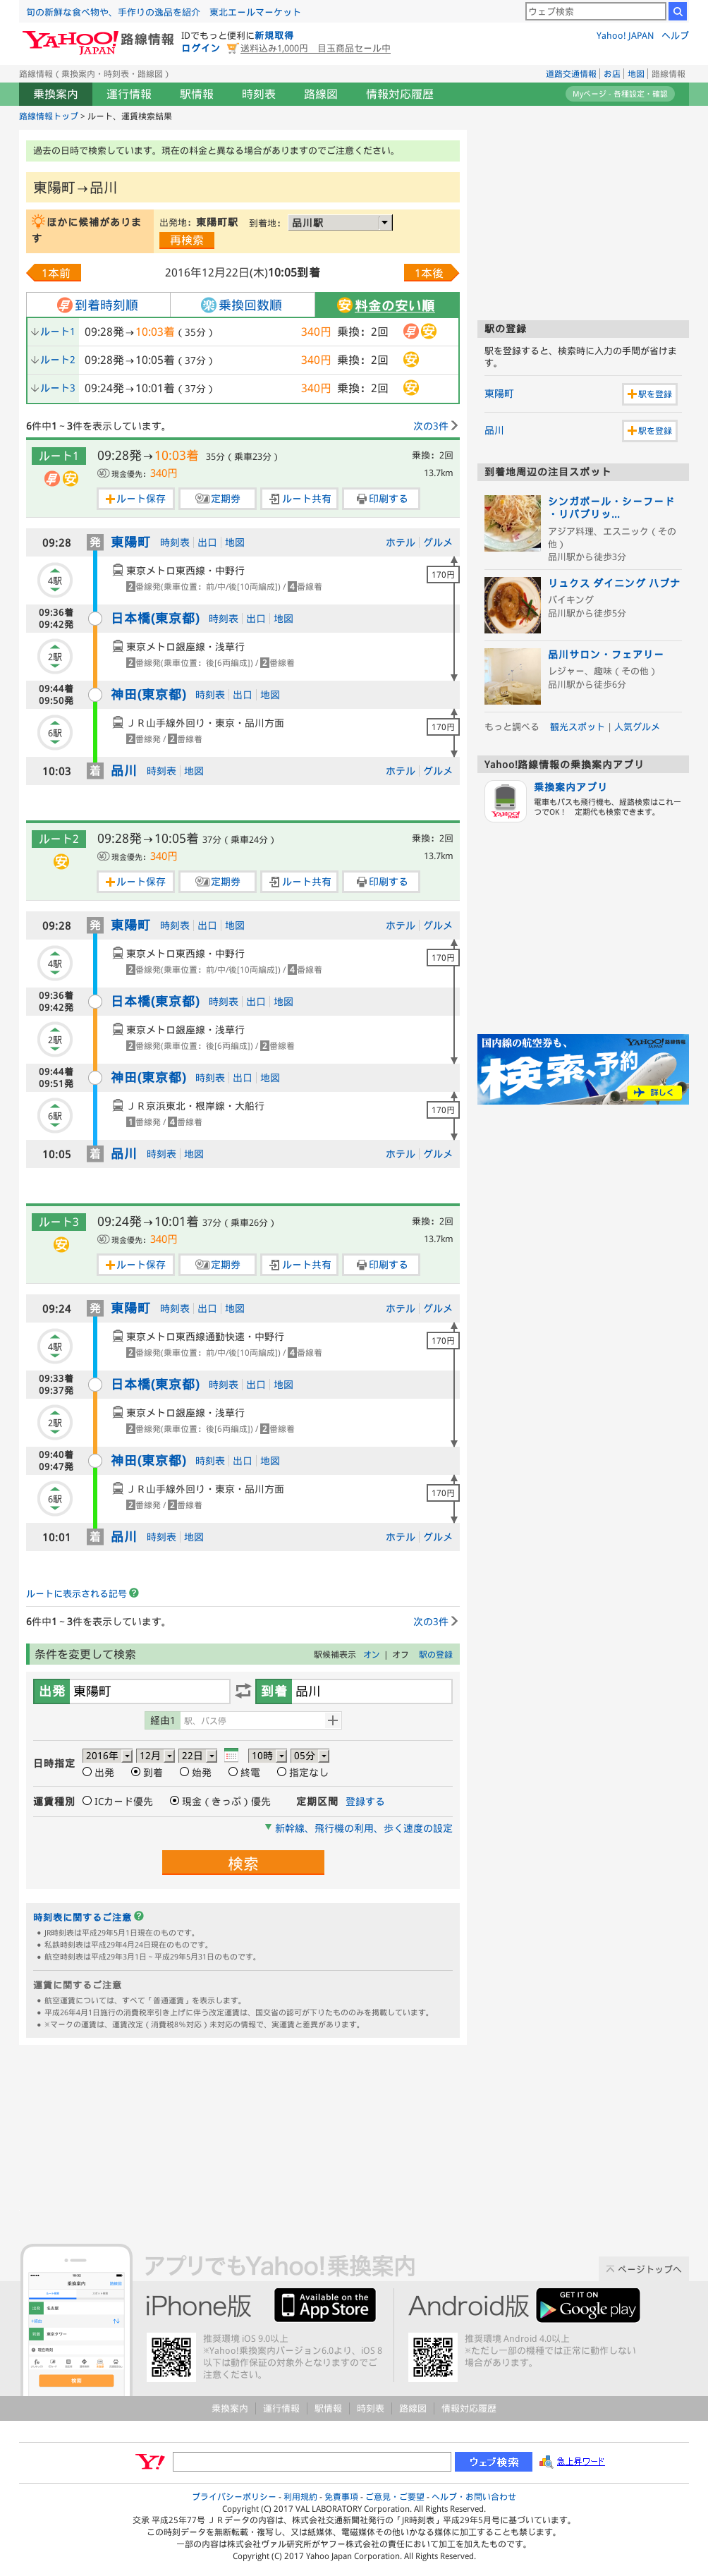 旬の新鮮な食べ物や、手作りの逸品を紹介　東北エールマーケット
ウェブ検索
YAHOO! JAPAN 路線情報
IDでもっと便利に新規取得
ログイン 送料込み1,000円　目玉商品セール中
Yahoo! JAPAN ヘルプ
路線情報（乗換案内・時刻表・路線図）
道路交通情報 お店 地図 路線情報
乗換案内 運行情報 駅情報 時刻表 路線図 情報対応履歴 Myページ - 各種設定・確認
路線情報トップ > ルート、運賃検索結果
過去の日時で検索しています。現在の料金と異なる場合がありますのでご注意ください。
東陽町→品川
ほかに候補があります
出発地：東陽町駅　到着地： 品川駅
再検索
1本前 2016年12月22日(木)10:05到着 1本後
早 到着時刻順 楽 乗換回数順 安 料金の安い順
ルート1 09:28発→10:03着（35分） 340円 乗換：2回 早 安
ルート2 09:28発→10:05着（37分） 340円 乗換：2回 安
ルート3 09:24発→10:01着（37分） 340円 乗換：2回 安
6件中1 ~ 3件を表示しています。 次の3件
ルート1 09:28発→10:03着 35分（乗車23分） 乗換：2回
早 安 現金優先：340円 13.7km
ルート保存 定期券 ルート共有 印刷する
09:28 発 東陽町 時刻表 出口 地図 ホテル グルメ
4駅 東京メトロ東西線・中野行 170円
2番線発(乗車位置：前/中/後[10両編成]) / 4番線着
09:36着
09:42発 日本橋(東京都) 時刻表 出口 地図
2駅 東京メトロ銀座線・浅草行
2番線発(乗車位置：後[6両編成]) / 2番線着
09:44着
09:50発 神田(東京都) 時刻表 出口 地図
6駅 ＪＲ山手線外回り・東京・品川方面 170円
2番線発 / 2番線着
10:03 着 品川 時刻表 地図 ホテル グルメ
ルート2 09:28発→10:05着 37分（乗車24分） 乗換：2回
安 現金優先：340円 13.7km
ルート保存 定期券 ルート共有 印刷する
09:28 発 東陽町 時刻表 出口 地図 ホテル グルメ
4駅 東京メトロ東西線・中野行 170円
2番線発(乗車位置：前/中/後[10両編成]) / 4番線着
09:36着
09:42発 日本橋(東京都) 時刻表 出口 地図
2駅 東京メトロ銀座線・浅草行
2番線発(乗車位置：後[6両編成]) / 2番線着
09:44着
09:51発 神田(東京都) 時刻表 出口 地図
6駅 ＪＲ京浜東北・根岸線・大船行 170円
1番線発 / 4番線着
10:05 着 品川 時刻表 地図 ホテル グルメ
ルート3 09:24発→10:01着 37分（乗車26分） 乗換：2回
安 現金優先：340円 13.7km
ルート保存 定期券 ルート共有 印刷する
09:24 発 東陽町 時刻表 出口 地図 ホテル グルメ
4駅 東京メトロ東西線通勤快速・中野行 170円
2番線発(乗車位置：前/中/後[10両編成]) / 4番線着
09:33着
09:37発 日本橋(東京都) 時刻表 出口 地図
2駅 東京メトロ銀座線・浅草行
2番線発(乗車位置：後[6両編成]) / 2番線着
09:40着
09:47発 神田(東京都) 時刻表 出口 地図
6駅 ＪＲ山手線外回り・東京・品川方面 170円
2番線発 / 2番線着
10:01 着 品川 時刻表 地図 ホテル グルメ
ルートに表示される記号 ?
6件中1 ~ 3件を表示しています。 次の3件
条件を変更して検索 駅候補表示 オン | オフ 駅の登録
出発 東陽町 到着 品川
経由1 駅、バス停
日時指定 2016年 12月 22日 10時 05分
出発 到着 始発 終電 指定なし
運賃種別 ICカード優先 現金（きっぷ）優先 定期区間 登録する
新幹線、飛行機の利用、歩く速度の設定
検索
時刻表に関するご注意 ?
JR時刻表は平成29年5月1日現在のものです。
私鉄時刻表は平成29年4月24日現在のものです。
航空時刻表は平成29年3月1日～平成29年5月31日のものです。
運賃に関するご注意
航空運賃については、すべて「普通運賃」を表示します。
平成26年4月1日施行の消費税率引き上げに伴う改定運賃は、国交省の認可が下りたもののみを掲載しています。
※マークの運賃は、運賃改定（消費税8%対応）未対応の情報で、実運賃と差異があります。
駅の登録
駅を登録すると、検索時に入力の手間が省けます。
東陽町 駅を登録
品川 駅を登録
到着地周辺の注目スポット
シンガポール・シーフード・リパブリッ...
アジア料理、エスニック（その他）
品川駅から徒歩3分
リュクス ダイニング ハプナ
バイキング
品川駅から徒歩5分
品川サロン・フェアリー
レジャー、趣味（その他）
品川駅から徒歩6分
もっと調べる 観光スポット | 人気グルメ
Yahoo!路線情報の乗換案内アプリ
乗換案内アプリ
電車もバスも飛行機も、経路検索はこれ一つでOK！　定期代も検索できます。
国内線の航空券も、 YAHOO! JAPAN 路線情報
検索、予約
詳しく
アプリでもYahoo!乗換案内
ページトップへ
iPhone版 Available on the App Store
推奨環境 iOS 9.0以上
※Yahoo!乗換案内バージョン6.0より、iOS 8以下は動作保証の対象外となりますのでご注意ください。
Android版 GET IT ON Google play
推奨環境 Android 4.0以上
※ただし一部の機種では正常に動作しない場合があります。
乗換案内 運行情報 駅情報 時刻表 路線図 情報対応履歴
Y! ウェブ検索 急上昇ワード
プライバシーポリシー - 利用規約 - 免責事項 - ご意見・ご要望 - ヘルプ・お問い合わせ
Copyright (C) 2017 VAL LABORATORY Corporation. All Rights Reserved.
交承 平成25年77号 ＪＲデータの内容は、株式会社交通新聞社発行の「JR時刻表」平成29年5月号に基づいています。
この時刻データを無断転載・複写し、又は紙媒体、電磁媒体その他いかなる媒体に加工することも禁じます。
一部の内容は株式会社ヴァル研究所がヤフー株式会社の責任において加工を加えたものです。
Copyright (C) 2017 Yahoo Japan Corporation. All Rights Reserved.